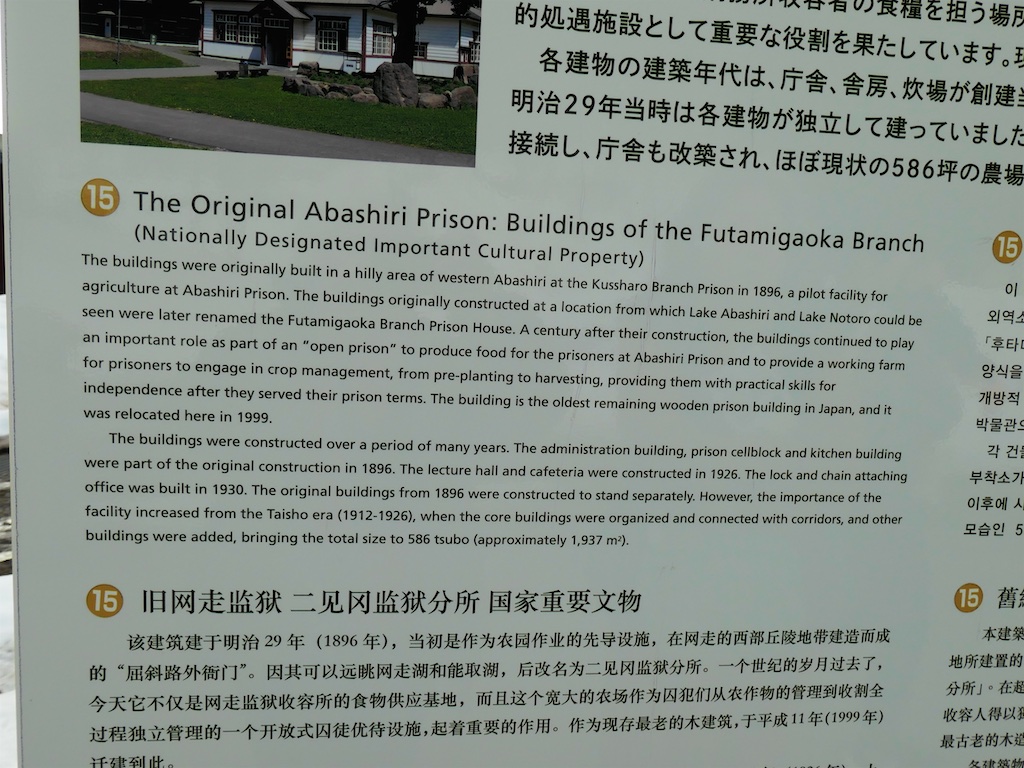 収容者の食糧を担う場所
的処遇施設として重要な役割を果たしています。
各建物の建築年代は、庁舎、舎房、炊場が創建
明治29年当時は各建物が独立して建っていました
接続し、庁舎も改築され、ほぼ現状の586坪の農場
15 The Original Abashiri Prison: Buildings of the Futamigaoka Branch
(Nationally Designated Important Cultural Property)
The buildings were originally built in a hilly area of western Abashiri at the Kussharo Branch Prison in 1896, a pilot facility for
agriculture at Abashiri Prison. The buildings originally constructed at a location from which Lake Abashiri and Lake Notoro could be
seen were later renamed the Futamigaoka Branch Prison House. A century after their construction, the buildings continued to play
an important role as part of an “open prison” to produce food for the prisoners at Abashiri Prison and to provide a working farm
for prisoners to engage in crop management, from pre-planting to harvesting, providing them with practical skills for
independence after they served their prison terms. The building is the oldest remaining wooden prison building in Japan, and it
was relocated here in 1999.
The buildings were constructed over a period of many years. The administration building, prison cellblock and kitchen building
were part of the original construction in 1896. The lecture hall and cafeteria were constructed in 1926. The lock and chain attaching
office was built in 1930. The original buildings from 1896 were constructed to stand separately. However, the importance of the
facility increased from the Taisho era (1912-1926), when the core buildings were organized and connected with corridors, and other
buildings were added, bringing the total size to 586 tsubo (approximately 1,937 m²).
15 旧网走监狱 二见冈监狱分所 国家重要文物
该建筑建于明治 29 年（1896 年），当初是作为农园作业的先导设施，在网走的西部丘陵地带建造而成
的“屈斜路外衙门”。因其可以远眺网走湖和能取湖，后改名为二见冈监狱分所。一个世纪的岁月过去了，
今天它不仅是网走监狱收容所的食物供应基地，而且这个宽大的农场作为囚犯们从农作物的管理到收割全
过程独立管理的一个开放式囚徒优待设施，起着重要的作用。作为现存最老的木建筑，于平成 11 年(1999 年)
迁建到此。
15
이
외역소
「후타미
양식을
개방적
박물관으
각 건물
부착소가
이후에 시
모습인 5
15 舊
本建築
地所建置的
分所」。在超
收容人得以
最古老的木造
各建築物